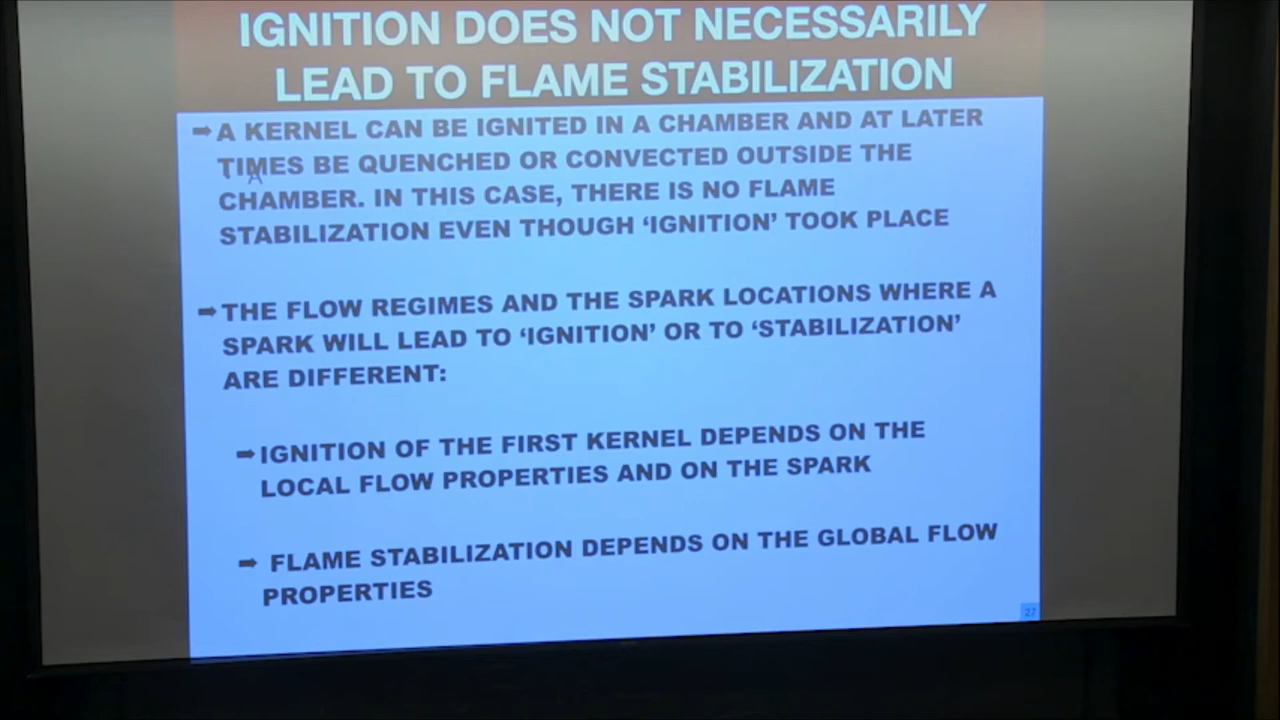 IGNITION DOES NOT NECESSARILY
LEAD TO FLAME STABILIZATION
➡ A KERNEL CAN BE IGNITED IN A CHAMBER AND AT LATER
TIMES BE QUENCHED OR CONVECTED OUTSIDE THE
CHAMBER. IN THIS CASE, THERE IS NO FLAME
STABILIZATION EVEN THOUGH ‘IGNITION’ TOOK PLACE
➡ THE FLOW REGIMES AND THE SPARK LOCATIONS WHERE A
SPARK WILL LEAD TO ‘IGNITION’ OR TO ‘STABILIZATION’
ARE DIFFERENT:
➡ IGNITION OF THE FIRST KERNEL DEPENDS ON THE
LOCAL FLOW PROPERTIES AND ON THE SPARK
➡ FLAME STABILIZATION DEPENDS ON THE GLOBAL FLOW
PROPERTIES
27